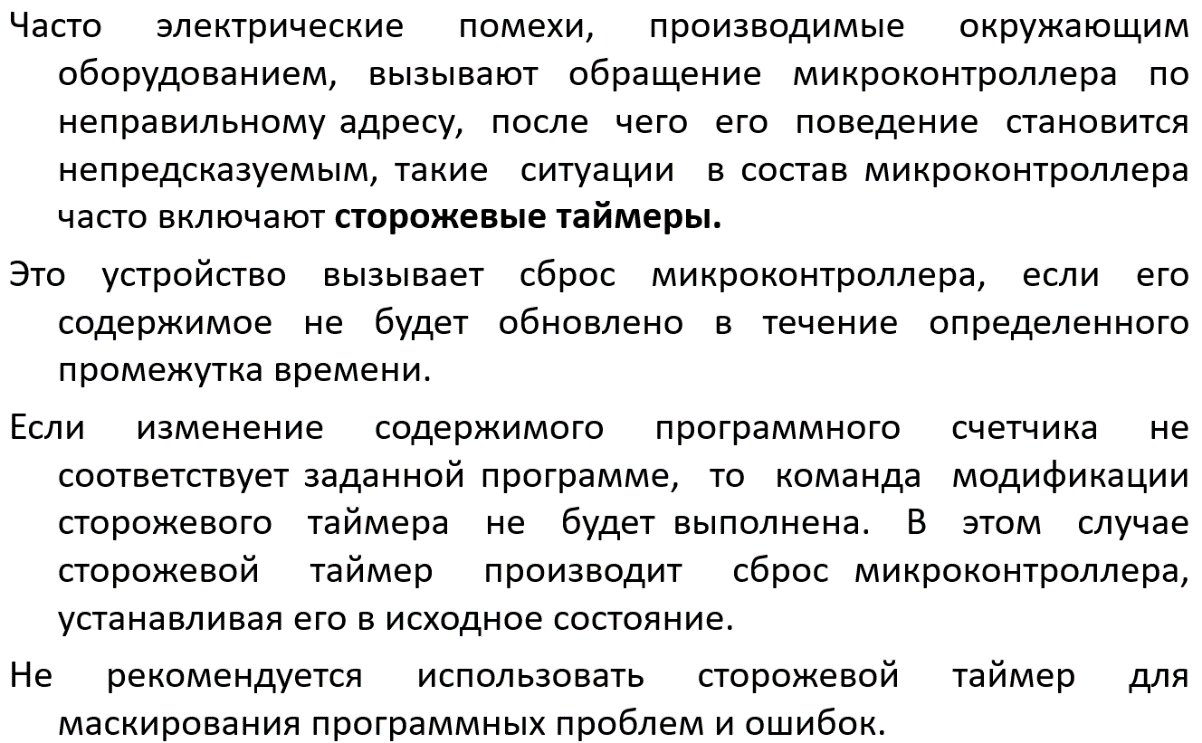 Часто электрические помехи, производимые окружающим
оборудованием, вызывают обращение микроконтроллера по
неправильному адресу, после чего его поведение становится
непредсказуемым, такие ситуации в состав микроконтроллера
часто включают сторожевые таймеры.
Это устройство вызывает сброс микроконтроллера, если его
содержимое не будет обновлено в течение определенного
промежутка времени.
Если изменение содержимого программного счетчика не
соответствует заданной программе, то команда модификации
сторожевого таймера не будет выполнена. В этом случае
сторожевой таймер производит сброс микроконтроллера,
устанавливая его в исходное состояние.
Не рекомендуется использовать сторожевой таймер для
маскирования программных проблем и ошибок.